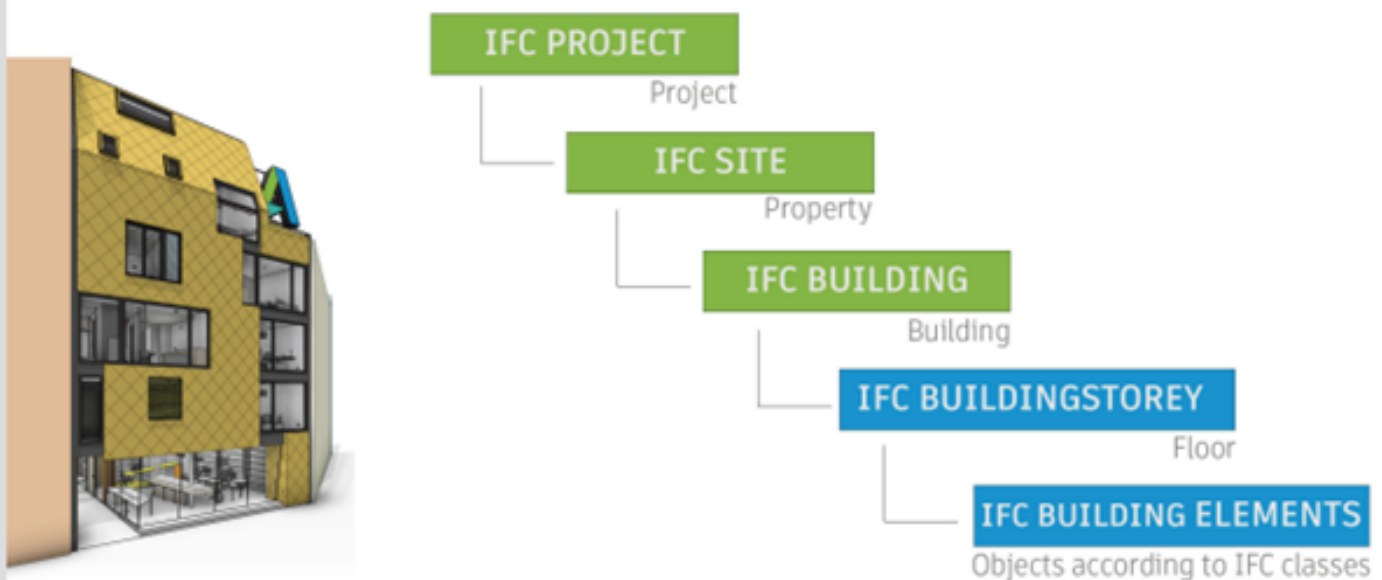 IFC PROJECT
Project
IFC SITE
Property
IFC BUILDING
Building
IFC BUILDINGSTOREY
Floor
IFC BUILDING ELEMENTS
Objects according to IFC classes